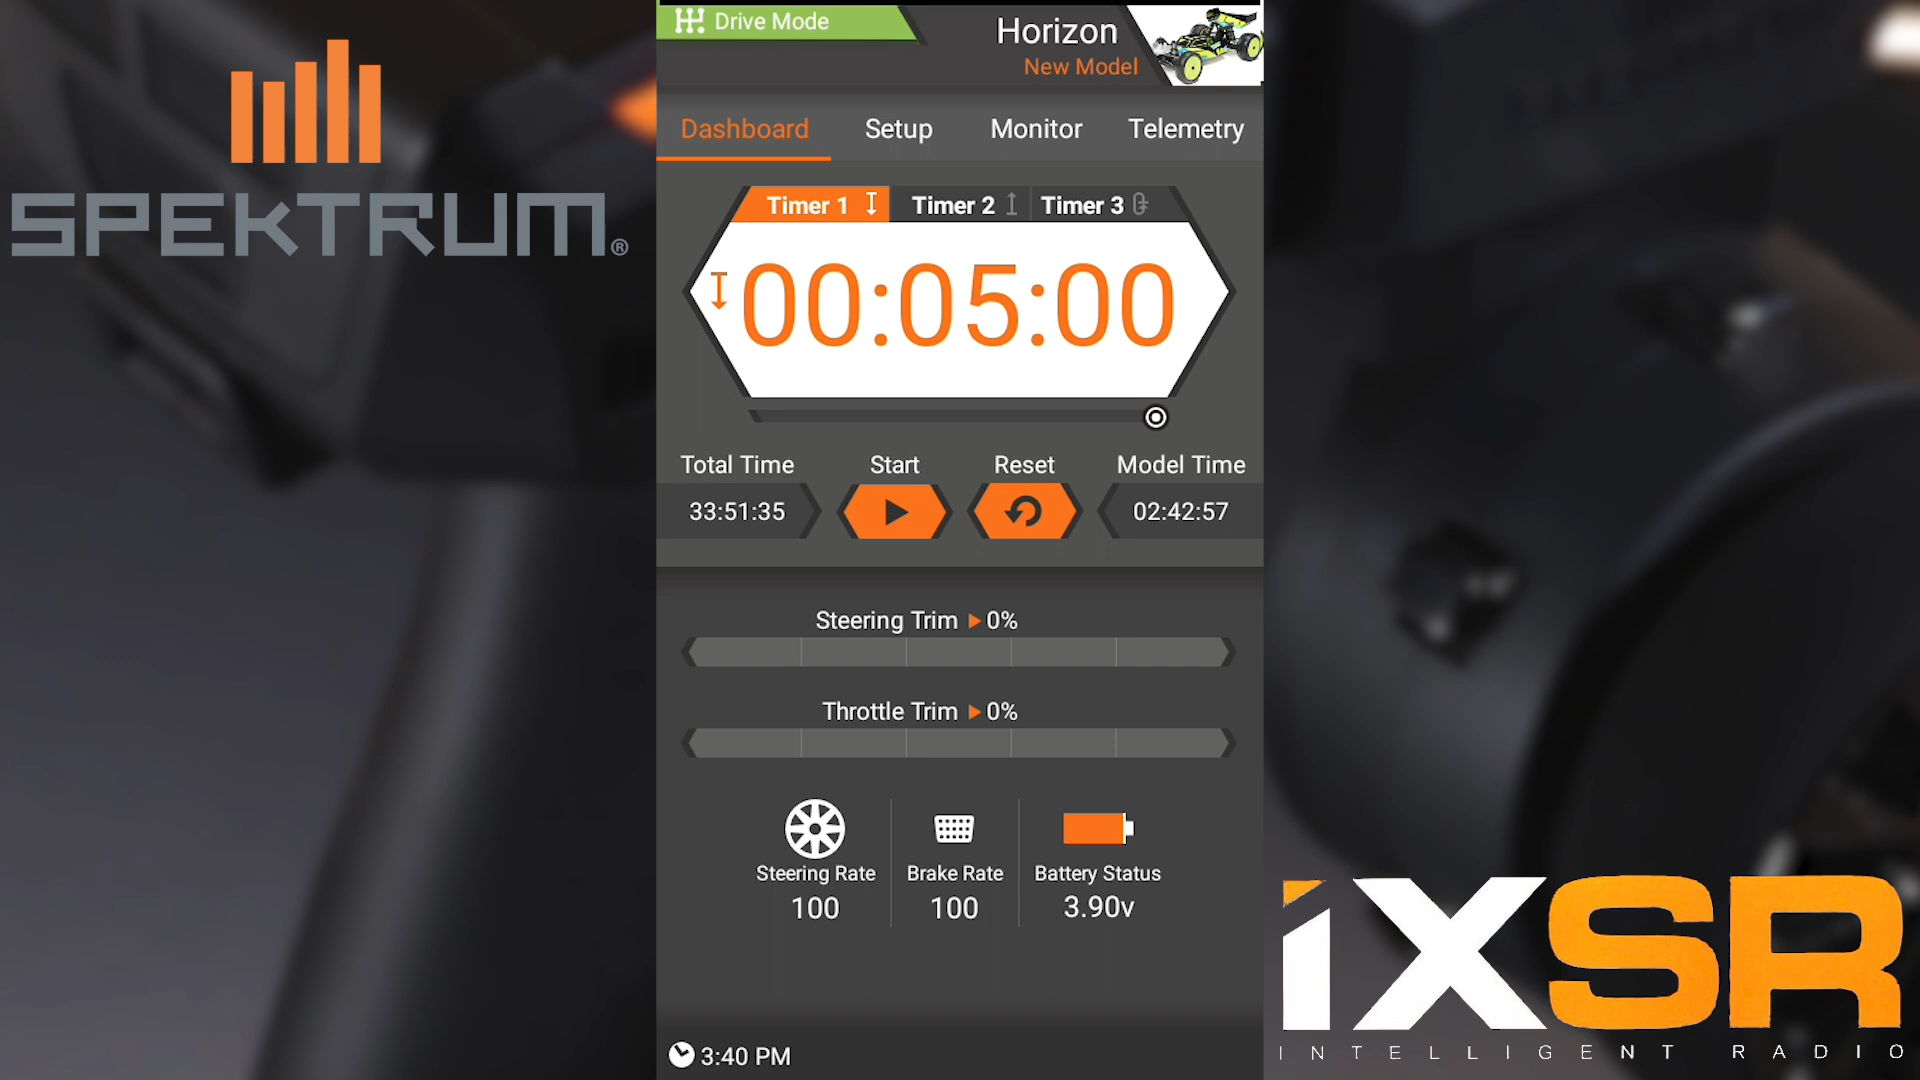 SPEKTRUM®
Drive Mode
Horizon
New Model
Dashboard Setup Monitor Telemetry
Timer 1 Timer 2 Timer 3
00:05:00
Total Time Start Reset Model Time
33:51:35 02:42:57
Steering Trim 0%
Throttle Trim 0%
Steering Rate Brake Rate Battery Status
100 100 3.90v
3:40 PM
iXSR
INTELLIGENT RADIO